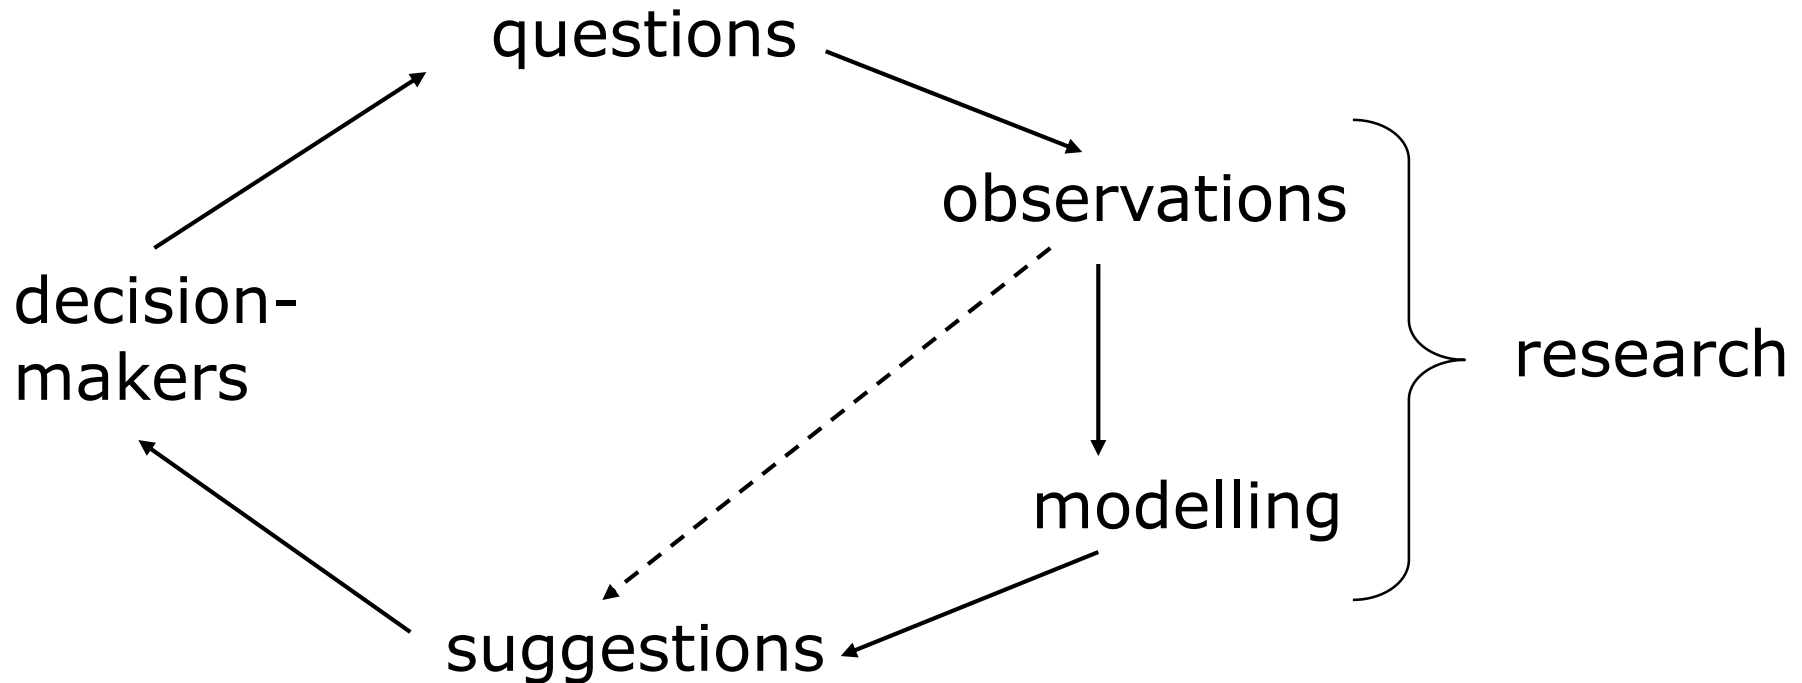 questions
observations
decision-
makers
research
modelling
suggestions